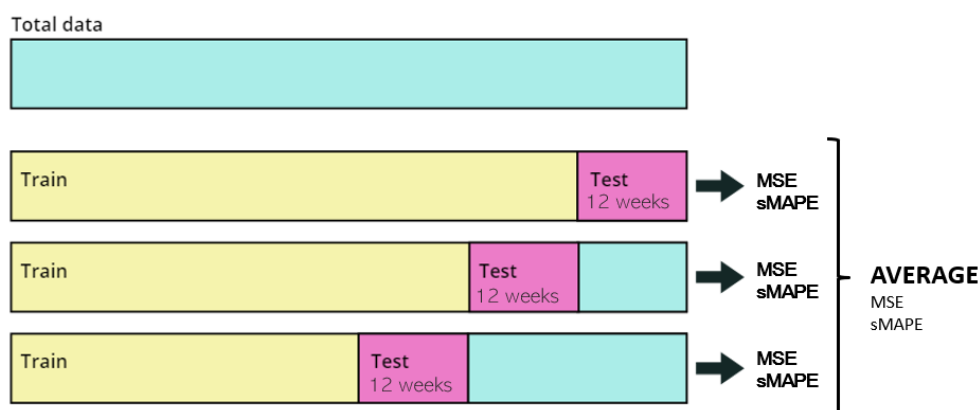 Total data
Train
Test
12 weeks
MSE
sMAPE
Train
Test
12 weeks
MSE
sMAPE
AVERAGE
MSE
sMAPE
Train
Test
12 weeks
MSE
sMAPE